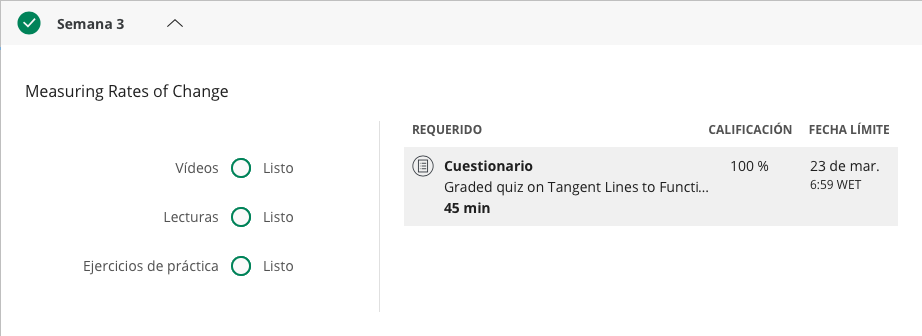 Semana 3
Measuring Rates of Change
Vídeos Listo
Lecturas Listo
Ejercicios de práctica Listo
REQUERIDO CALIFICACIÓN FECHA LÍMITE
Cuestionario 100 % 23 de mar.
Graded quiz on Tangent Lines to Functi... 6:59 WET
45 min